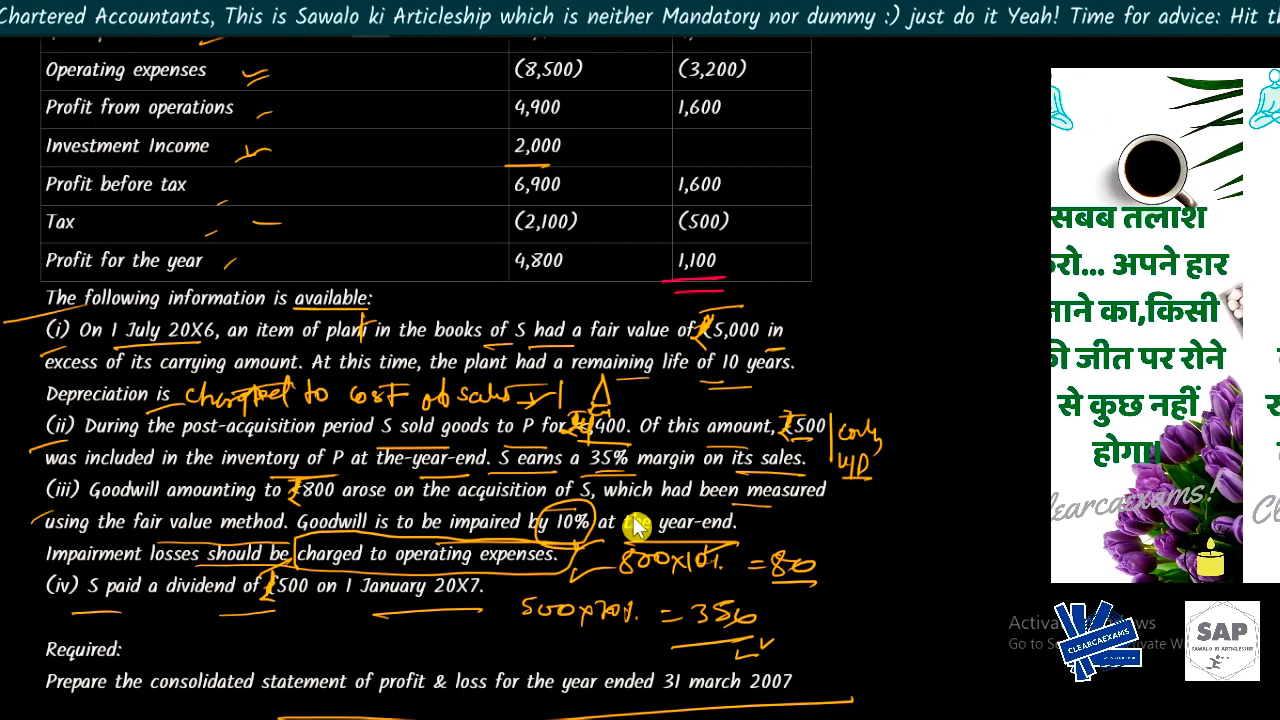 Chartered Accountants, This is Sawalo ki Articleship which is neither Mandatory nor dummy :) just do it Yeah! Time for advice: Hit th
Operating expenses (8,500) (3,200)
Profit from operations 4,900 1,600
Investment Income 2,000
Profit before tax 6,900 1,600
Tax (2,100) (500)
Profit for the year 4,800 1,100
The following information is available:
(i) On 1 July 20X6, an item of plant in the books of S had a fair value of ₹5,000 in
excess of its carrying amount. At this time, the plant had a remaining life of 10 years.
Depreciation is charged to cost of sales
(ii) During the post-acquisition period S sold goods to P for 400. Of this amount, ₹500
was included in the inventory of P at the-year-end. S earns a 35% margin on its sales.
(iii) Goodwill amounting to ₹800 arose on the acquisition of S, which had been measured
using the fair value method. Goodwill is to be impaired by 10% at the year-end.
Impairment losses should be charged to operating expenses.
800x10% = 80
(iv) S paid a dividend of ₹500 on 1 January 20X7.
500x70% = 350
Required:
Prepare the consolidated statement of profit & loss for the year ended 31 march 2007
सबब तलाश
करो... अपने हार
जाने का,किसी
की जीत पर रोने
से कुछ नहीं
होगा।
Clearcaexams!
CLEARCAEXAMS
SAP
SAWALO KI ARTICLESHIP